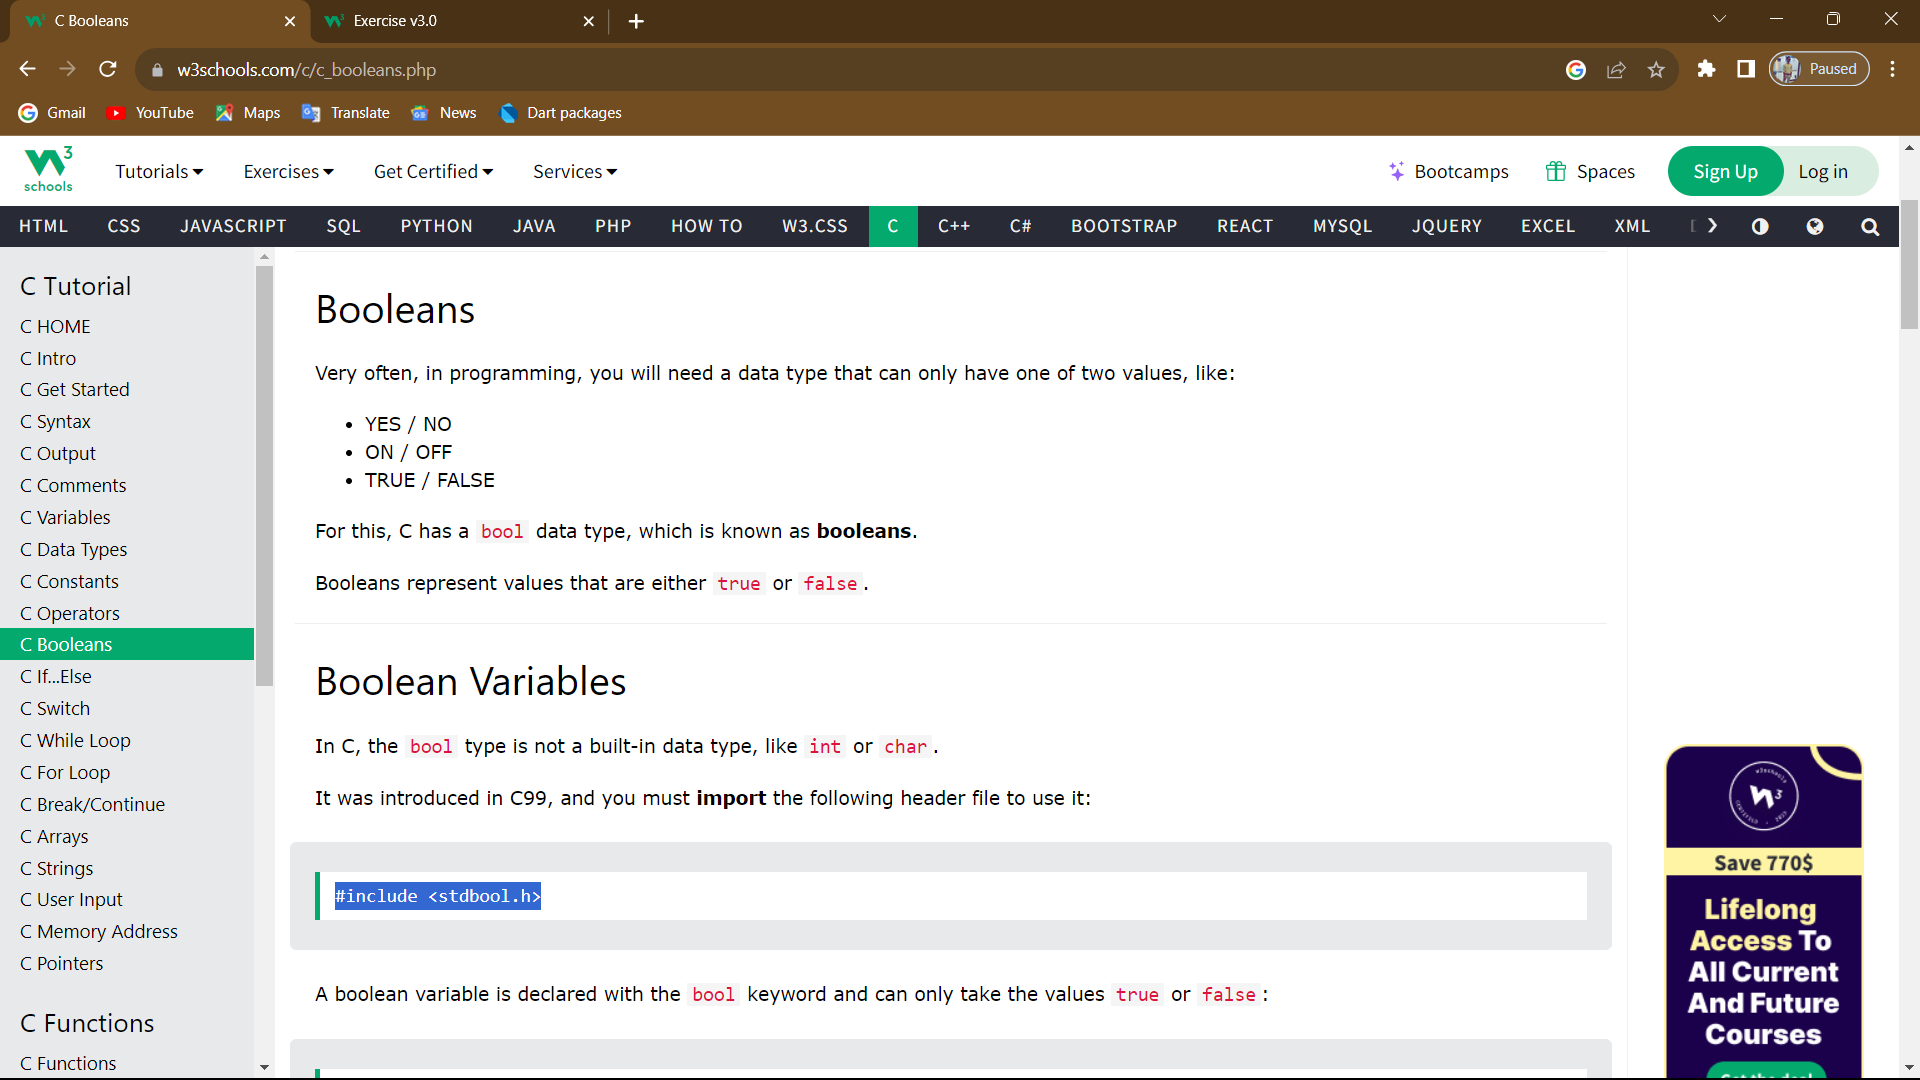 C Booleans
Exercise v3.0
w3schools.com/c/c_booleans.php
Paused
Gmail
YouTube
Maps
Translate
News
Dart packages
W3 schools
Tutorials
Exercises
Get Certified
Services
Bootcamps
Spaces
Sign Up
Log in
HTML CSS JAVASCRIPT SQL PYTHON JAVA PHP HOW TO W3.CSS C C++ C# BOOTSTRAP REACT MYSQL JQUERY EXCEL XML
C Tutorial
C HOME
C Intro
C Get Started
C Syntax
C Output
C Comments
C Variables
C Data Types
C Constants
C Operators
C Booleans
C If...Else
C Switch
C While Loop
C For Loop
C Break/Continue
C Arrays
C Strings
C User Input
C Memory Address
C Pointers
C Functions
C Functions
Booleans
Very often, in programming, you will need a data type that can only have one of two values, like:
• YES / NO
• ON / OFF
• TRUE / FALSE
For this, C has a bool data type, which is known as booleans.
Booleans represent values that are either true or false.
Boolean Variables
In C, the bool type is not a built-in data type, like int or char.
It was introduced in C99, and you must import the following header file to use it:
#include <stdbool.h>
A boolean variable is declared with the bool keyword and can only take the values true or false:
Save 770$
Lifelong
Access To
All Current
And Future
Courses